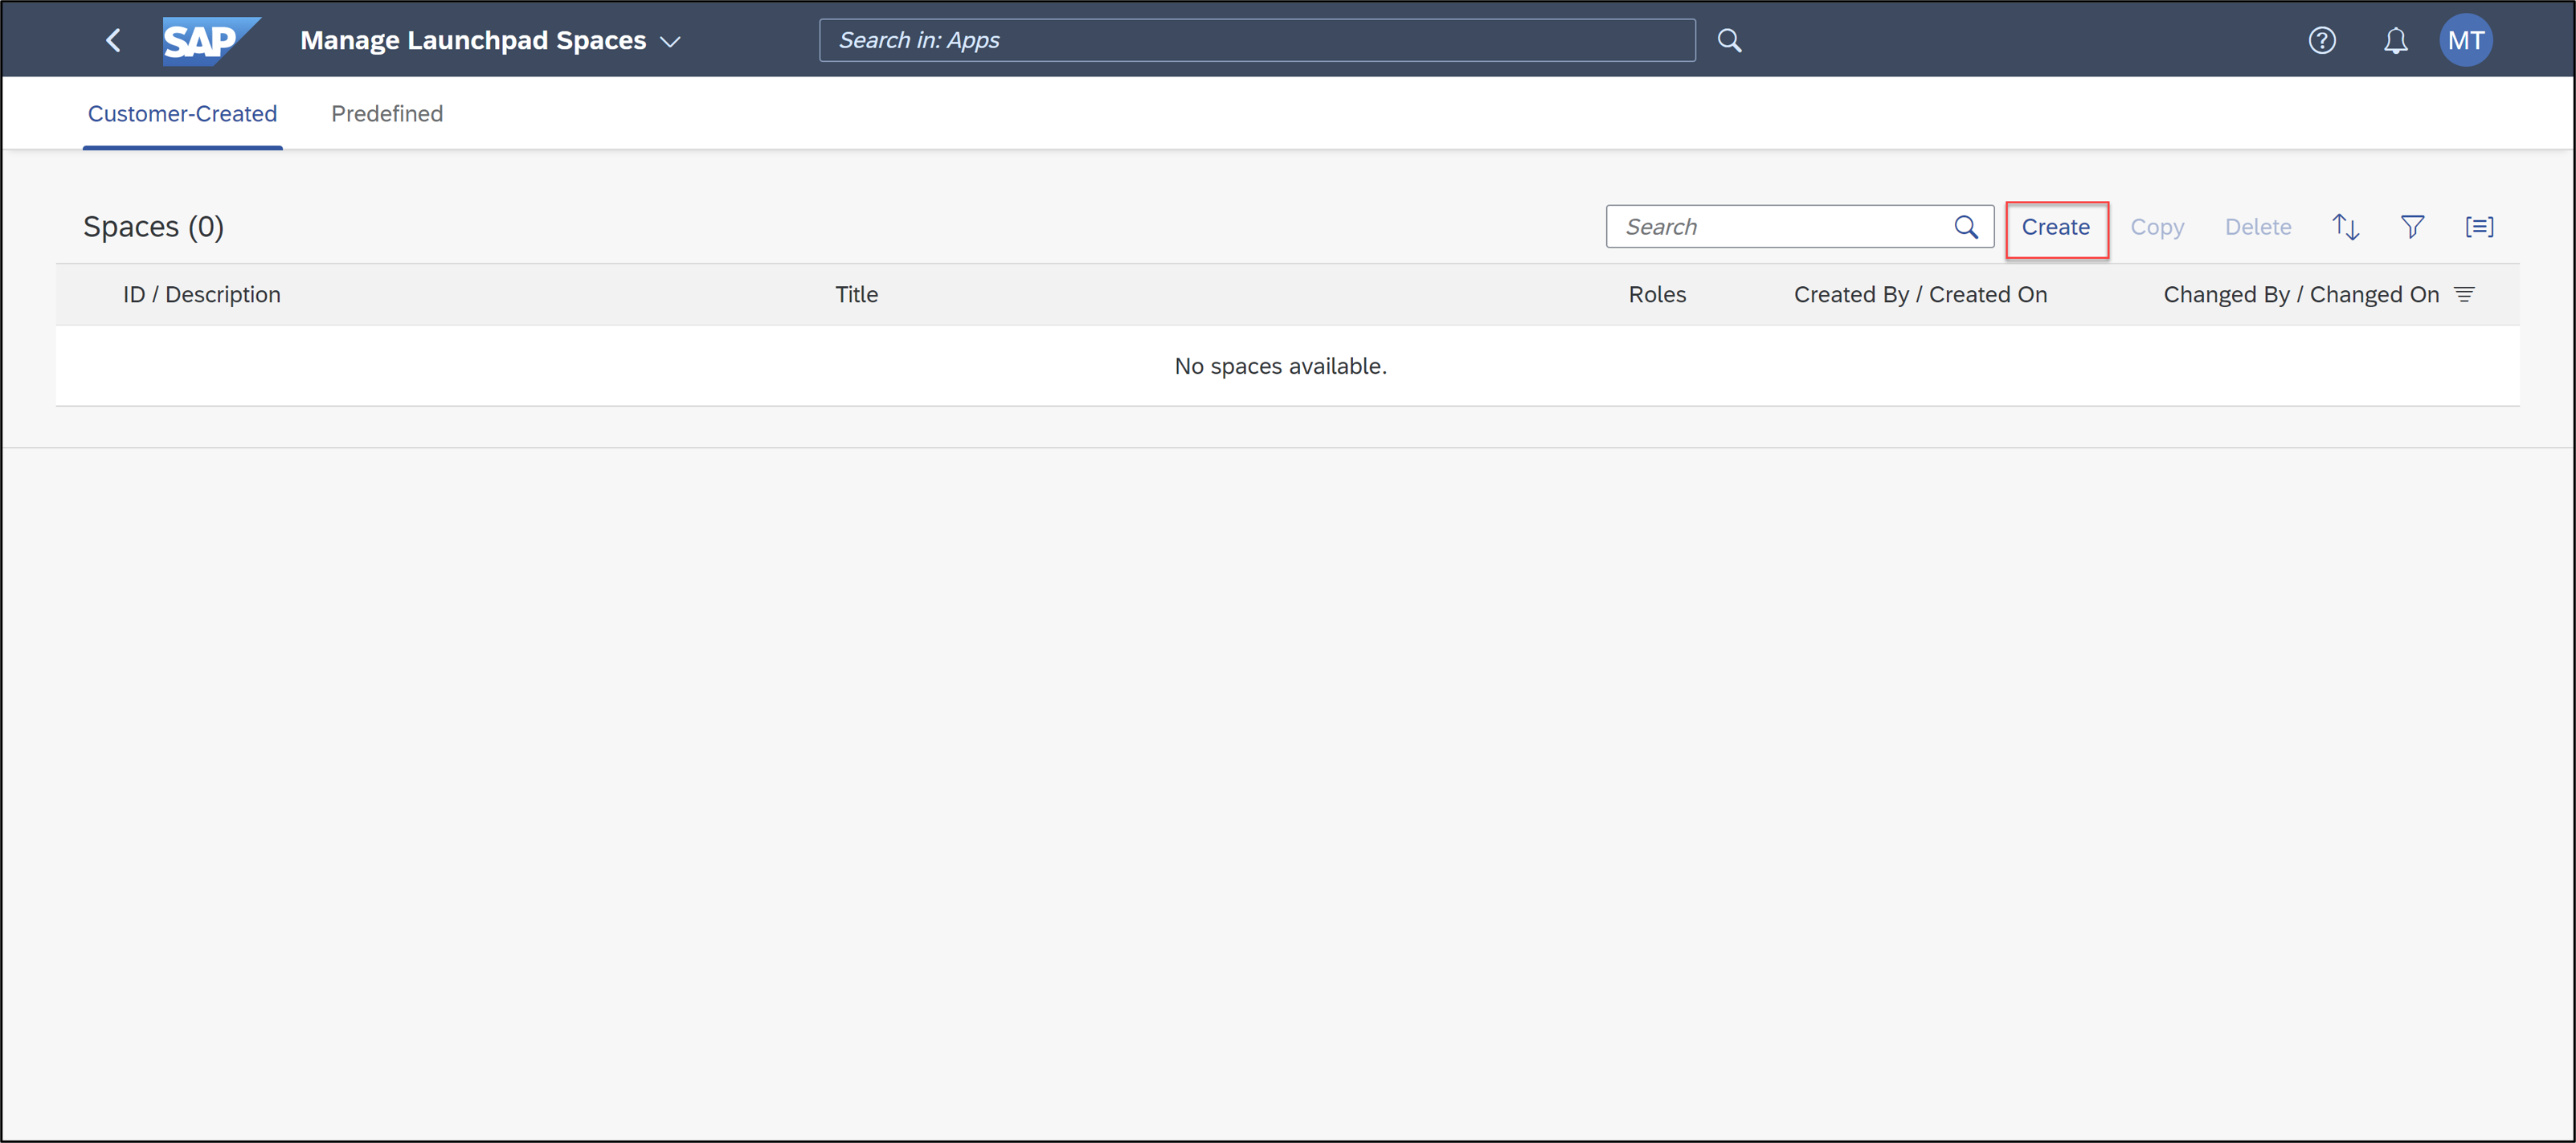 SAP Manage Launchpad Spaces Search in: Apps MT
Customer-Created Predefined
Spaces (0) Search Create Copy Delete
ID / Description Title Roles Created By / Created On Changed By / Changed On
No spaces available.